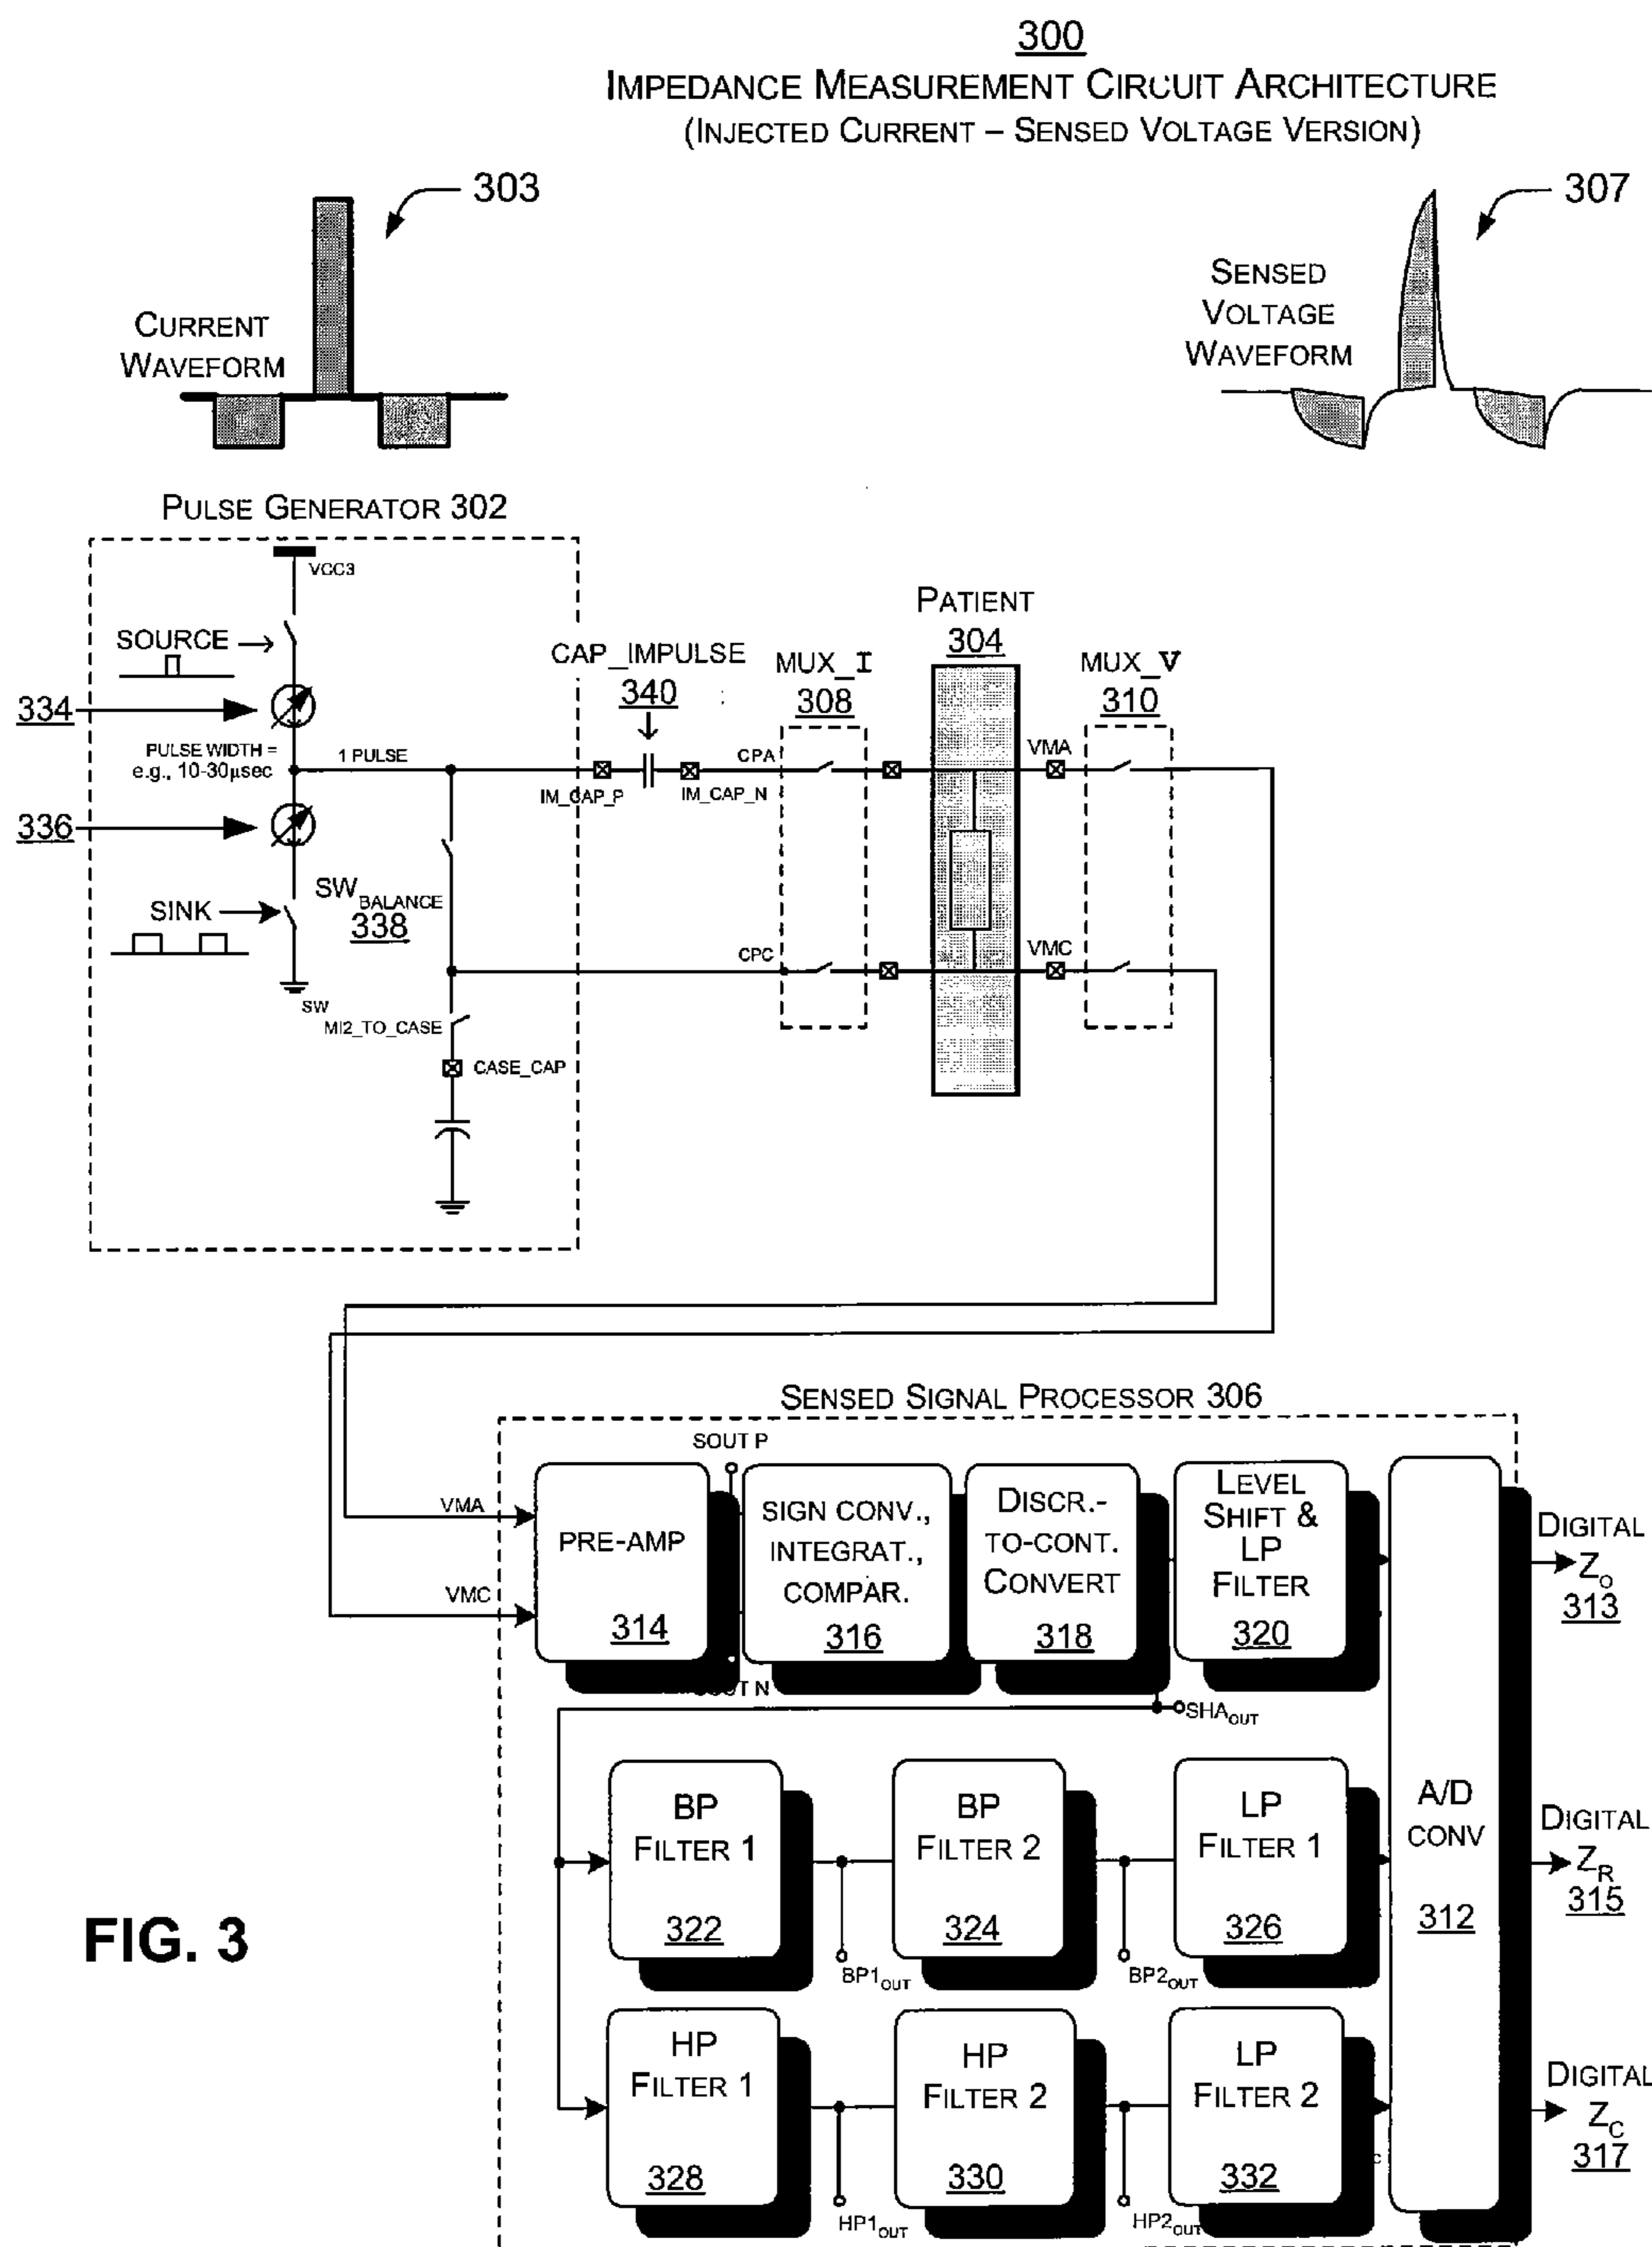 300
IMPEDANCE MEASUREMENT CIRCUIT ARCHITECTURE
(INJECTED CURRENT – SENSED VOLTAGE VERSION)
303
307
CURRENT
WAVEFORM
SENSED
VOLTAGE
WAVEFORM
PULSE GENERATOR 302
VCC3
SOURCE
334
PULSE WIDTH =
e.g., 10-30µsec
1 PULSE
336
SINK
SW
BALANCE
338
SW
MI2_TO_CASE
CASE_CAP
CAP_IMPULSE
340
IM_CAP_P
IM_CAP_N
MUX_I
308
CPA
CPC
PATIENT
304
VMA
VMC
MUX_V
310
SENSED SIGNAL PROCESSOR 306
SOUT P
VMA
VMC
PRE-AMP
314
SIGN CONV.,
INTEGRAT.,
COMPAR.
316
DISCR.-
TO-CONT.
CONVERT
318
LEVEL
SHIFT &
LP
FILTER
320
DIGITAL
ZO
313
SHAOUT
BP
FILTER 1
322
BP1OUT
BP
FILTER 2
324
BP2OUT
LP
FILTER 1
326
A/D
CONV
312
DIGITAL
ZR
315
HP
FILTER 1
328
HP1OUT
HP
FILTER 2
330
HP2OUT
LP
FILTER 2
332
DIGITAL
ZC
317
FIG. 3